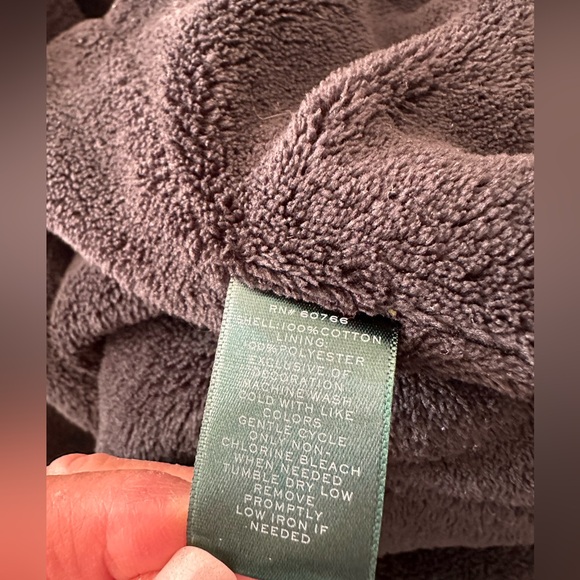 RN# 60766
SHELL:100%COTTON
LINING
100%POLYESTER
EXCLUSIVE OF
DECORATION
MACHINE WASH
COLD WITH LIKE
COLORS
GENTLE CYCLE
ONLY NON-
CHLORINE BLEACH
WHEN NEEDED
TUMBLE DRY LOW
REMOVE
PROMPTLY
LOW IRON IF
NEEDED